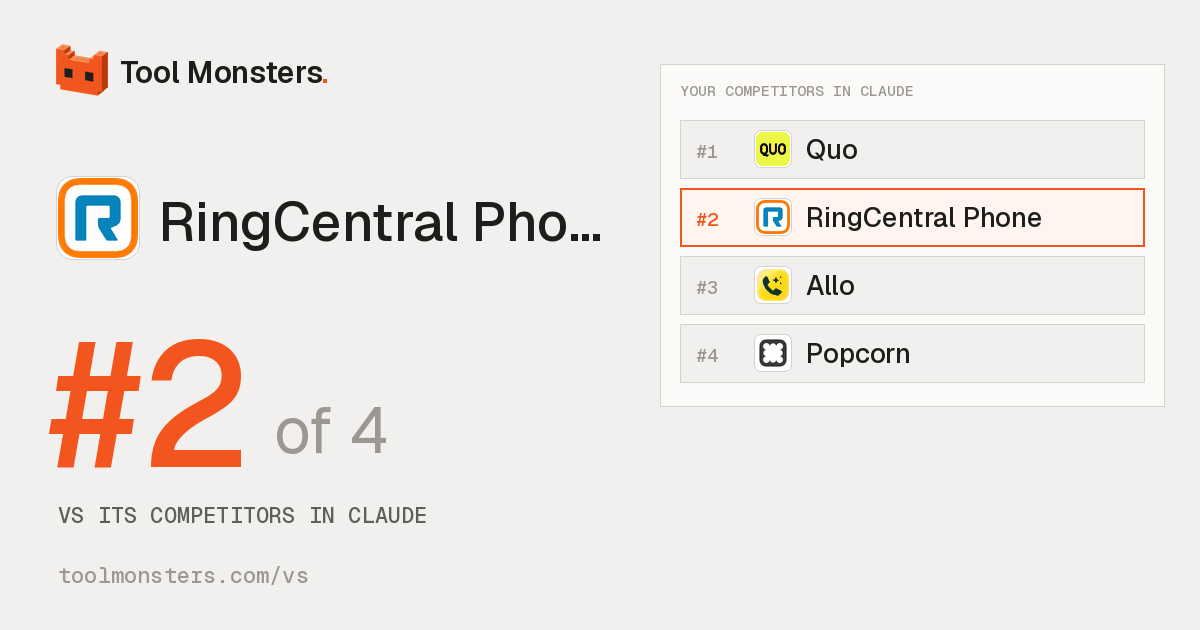 Tool Monsters.
RingCentral Pho...
#2 of 4
VS ITS COMPETITORS IN CLAUDE
toolmonsters.com/vs
YOUR COMPETITORS IN CLAUDE
#1 QUO Quo
#2 RingCentral Phone
#3 Allo
#4 Popcorn